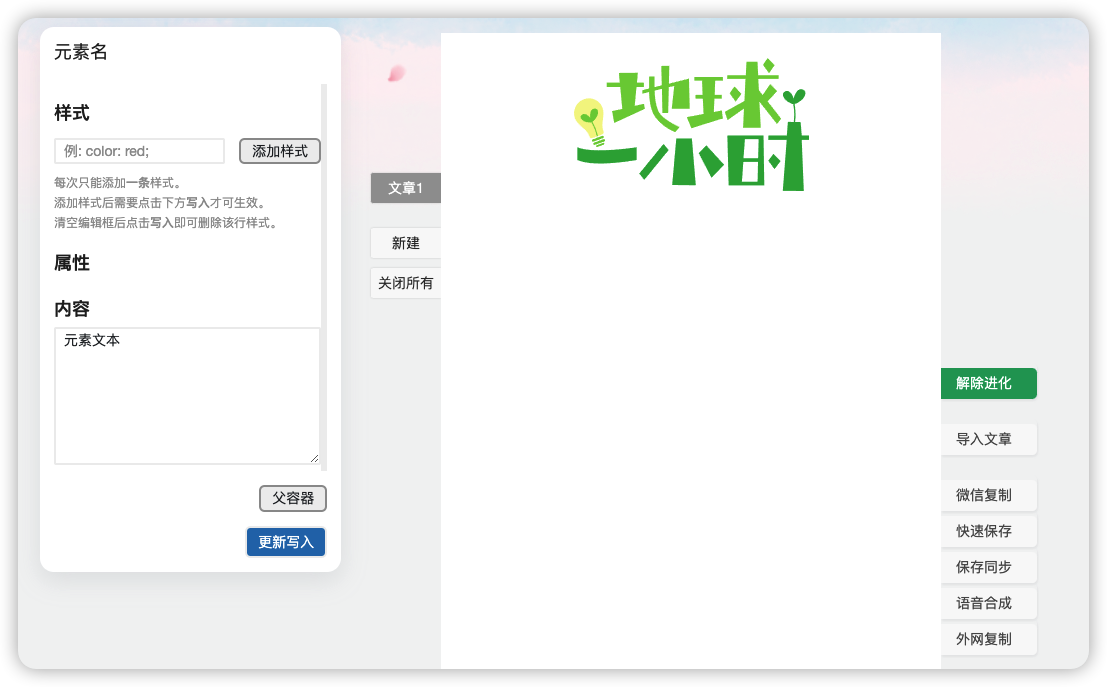 元素名
样式
例: color: red;
添加样式
每次只能添加一条样式。
添加样式后需要点击下方写入才可生效。
清空编辑框后点击写入即可删除该行样式。
属性
内容
元素文本
父容器
更新写入
文章1
新建
关闭所有
地球
一小时
解除进化
导入文章
微信复制
快速保存
保存同步
语音合成
外网复制